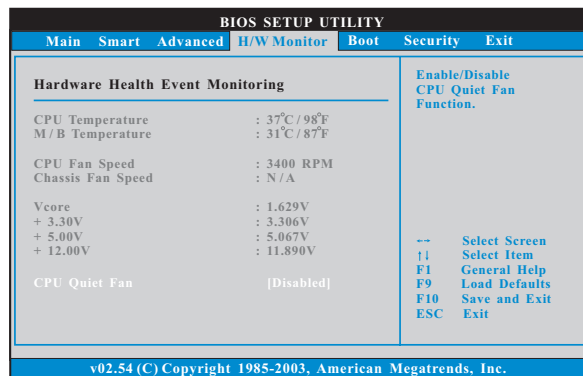 BIOS SETUP UTILITY
Main Smart Advanced H/W Monitor Boot Security Exit
Hardware Health Event Monitoring
CPU Temperature : 37°C / 98°F
M / B Temperature : 31°C / 87°F
CPU Fan Speed : 3400 RPM
Chassis Fan Speed : N / A
Vcore : 1.629V
+ 3.30V : 3.306V
+ 5.00V : 5.067V
+ 12.00V : 11.890V
CPU Quiet Fan [Disabled]
Enable/Disable
CPU Quiet Fan
Function.
←→ Select Screen
↑↓ Select Item
F1 General Help
F9 Load Defaults
F10 Save and Exit
ESC Exit
v02.54 (C) Copyright 1985-2003, American Megatrends, Inc.